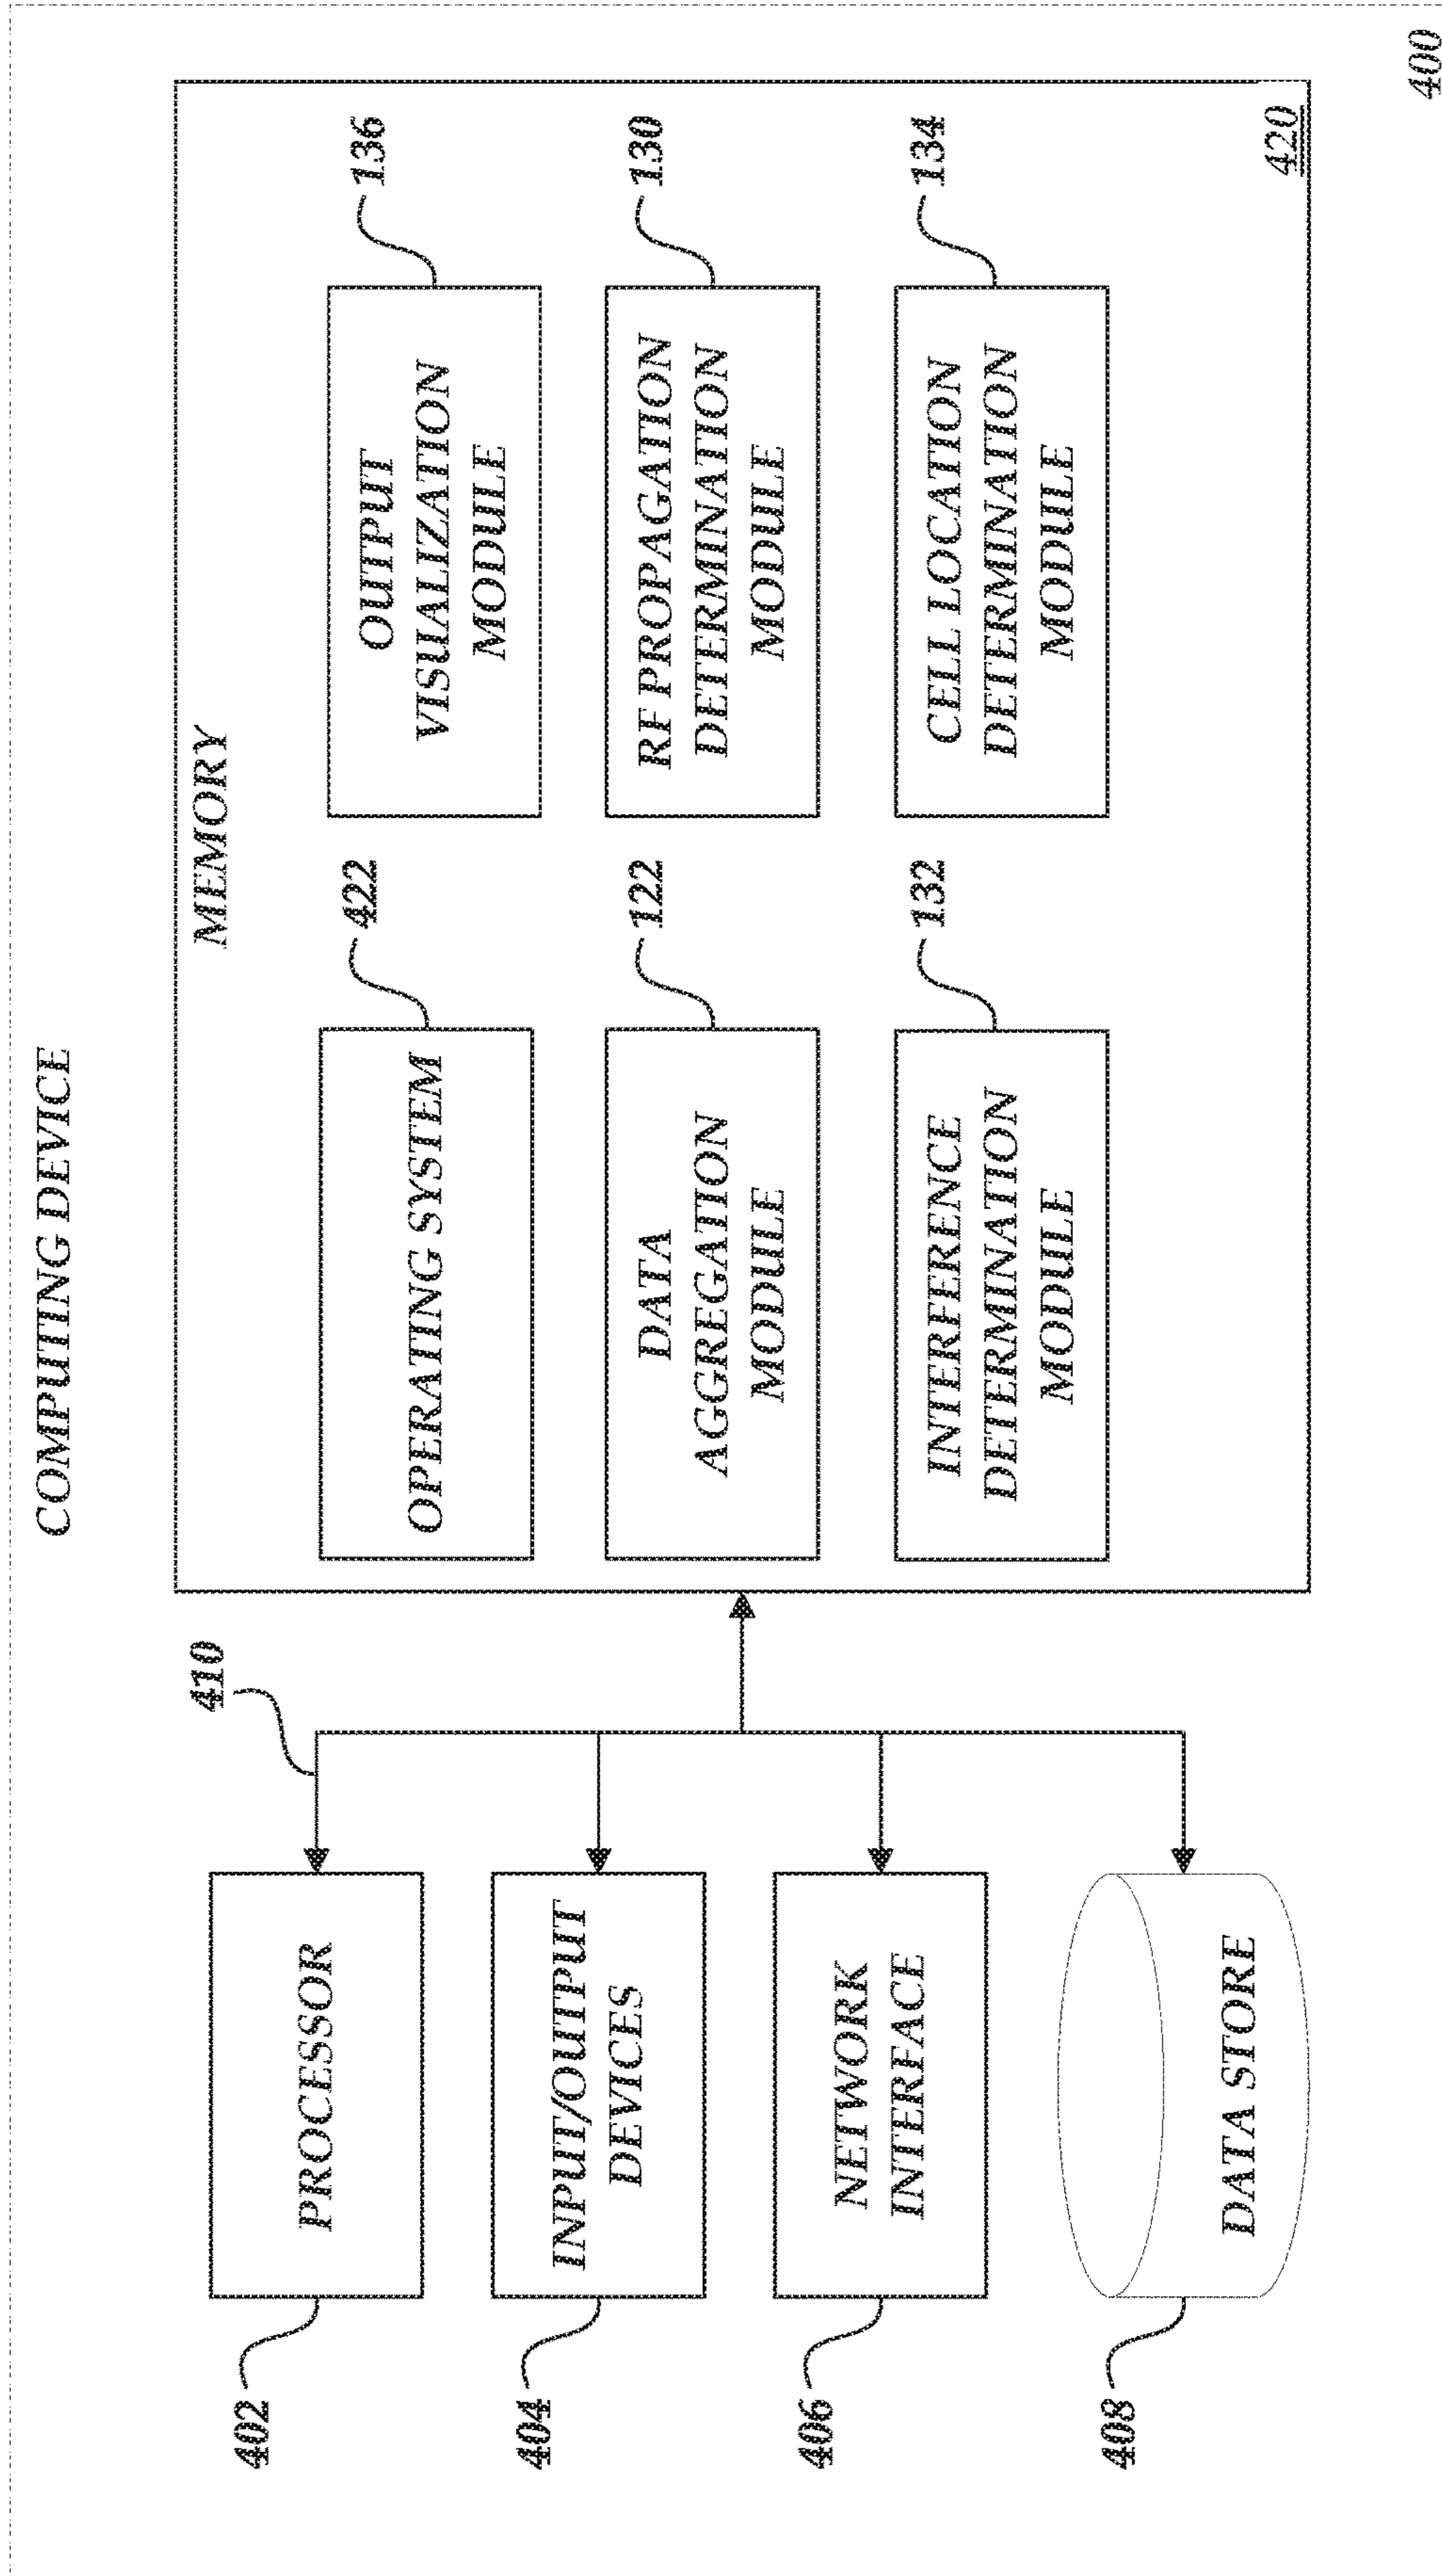 COMPUTING DEVICE
MEMORY
410
402
PROCESSOR
404
INPUT/OUTPUT
DEVICES
406
NETWORK
INTERFACE
408
DATA STORE
OPERATING SYSTEM
422
OUTPUT
VISUALIZATION
MODULE
136
DATA
AGGREGATION
MODULE
122
RF PROPAGATION
DETERMINATION
MODULE
130
INTERFERENCE
DETERMINATION
MODULE
132
CELL LOCATION
DETERMINATION
MODULE
134
420
400